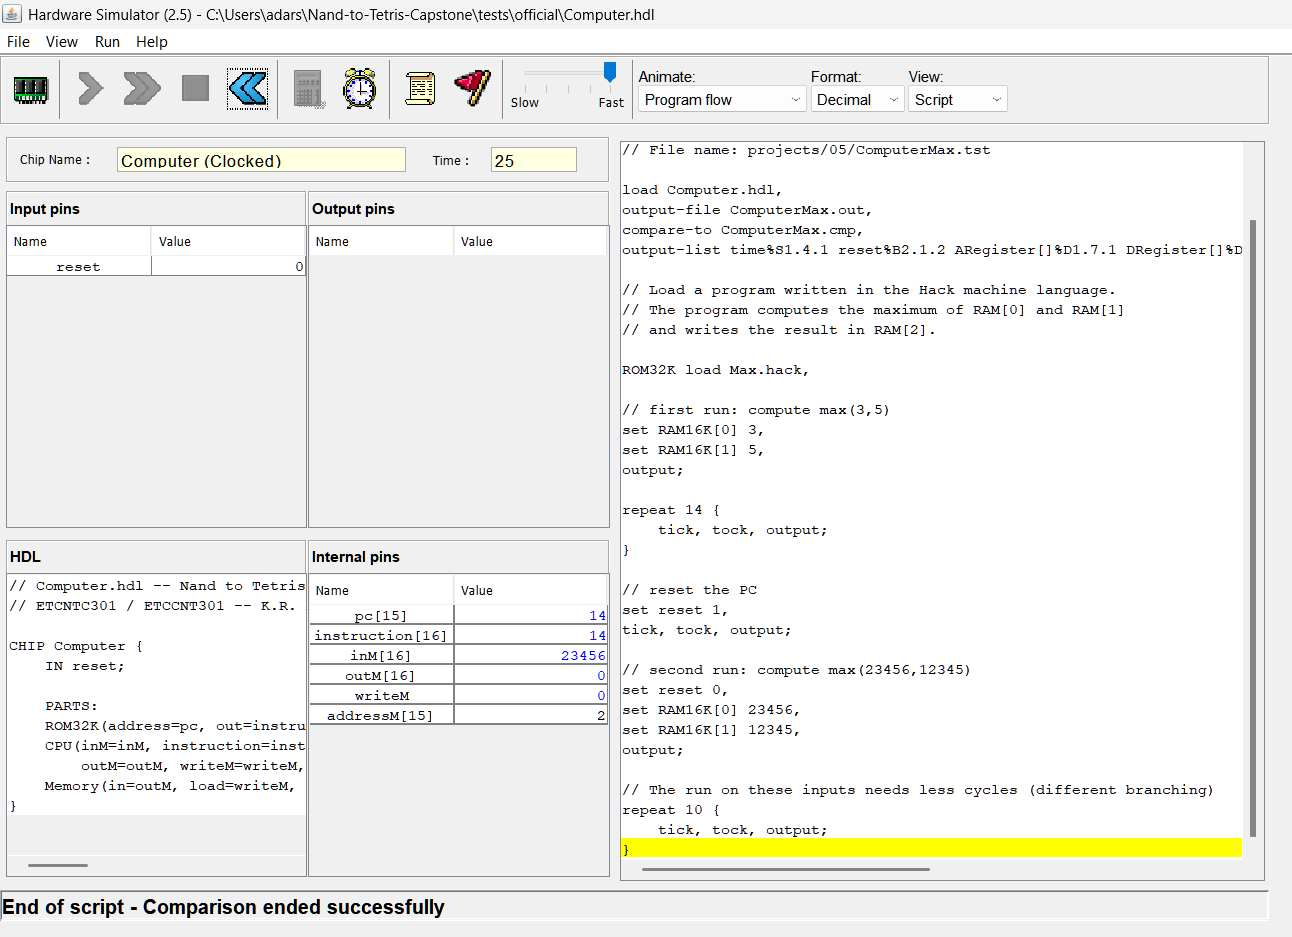 Hardware Simulator (2.5) - C:\Users\adars\Nand-to-Tetris-Capstone\tests\official\Computer.hdl
File View Run Help
Slow Fast
Animate: Format: View:
Program flow Decimal Script
Chip Name : Computer (Clocked) Time : 25
Input pins
Name Value
reset 0
Output pins
Name Value
HDL
// Computer.hdl -- Nand to Tetris
// ETCNTC301 / ETCCNT301 -- K.R.
CHIP Computer {
IN reset;
PARTS:
ROM32K(address=pc, out=instru
CPU(inM=inM, instruction=inst
outM=outM, writeM=writeM,
Memory(in=outM, load=writeM,
}
Internal pins
Name Value
pc[15] 14
instruction[16] 14
inM[16] 23456
outM[16] 0
writeM 0
addressM[15] 2
// File name: projects/05/ComputerMax.tst
load Computer.hdl,
output-file ComputerMax.out,
compare-to ComputerMax.cmp,
output-list time%S1.4.1 reset%B2.1.2 ARegister[]%D1.7.1 DRegister[]%D
// Load a program written in the Hack machine language.
// The program computes the maximum of RAM[0] and RAM[1]
// and writes the result in RAM[2].
ROM32K load Max.hack,
// first run: compute max(3,5)
set RAM16K[0] 3,
set RAM16K[1] 5,
output;
repeat 14 {
tick, tock, output;
}
// reset the PC
set reset 1,
tick, tock, output;
// second run: compute max(23456,12345)
set reset 0,
set RAM16K[0] 23456,
set RAM16K[1] 12345,
output;
// The run on these inputs needs less cycles (different branching)
repeat 10 {
tick, tock, output;
}
End of script - Comparison ended successfully